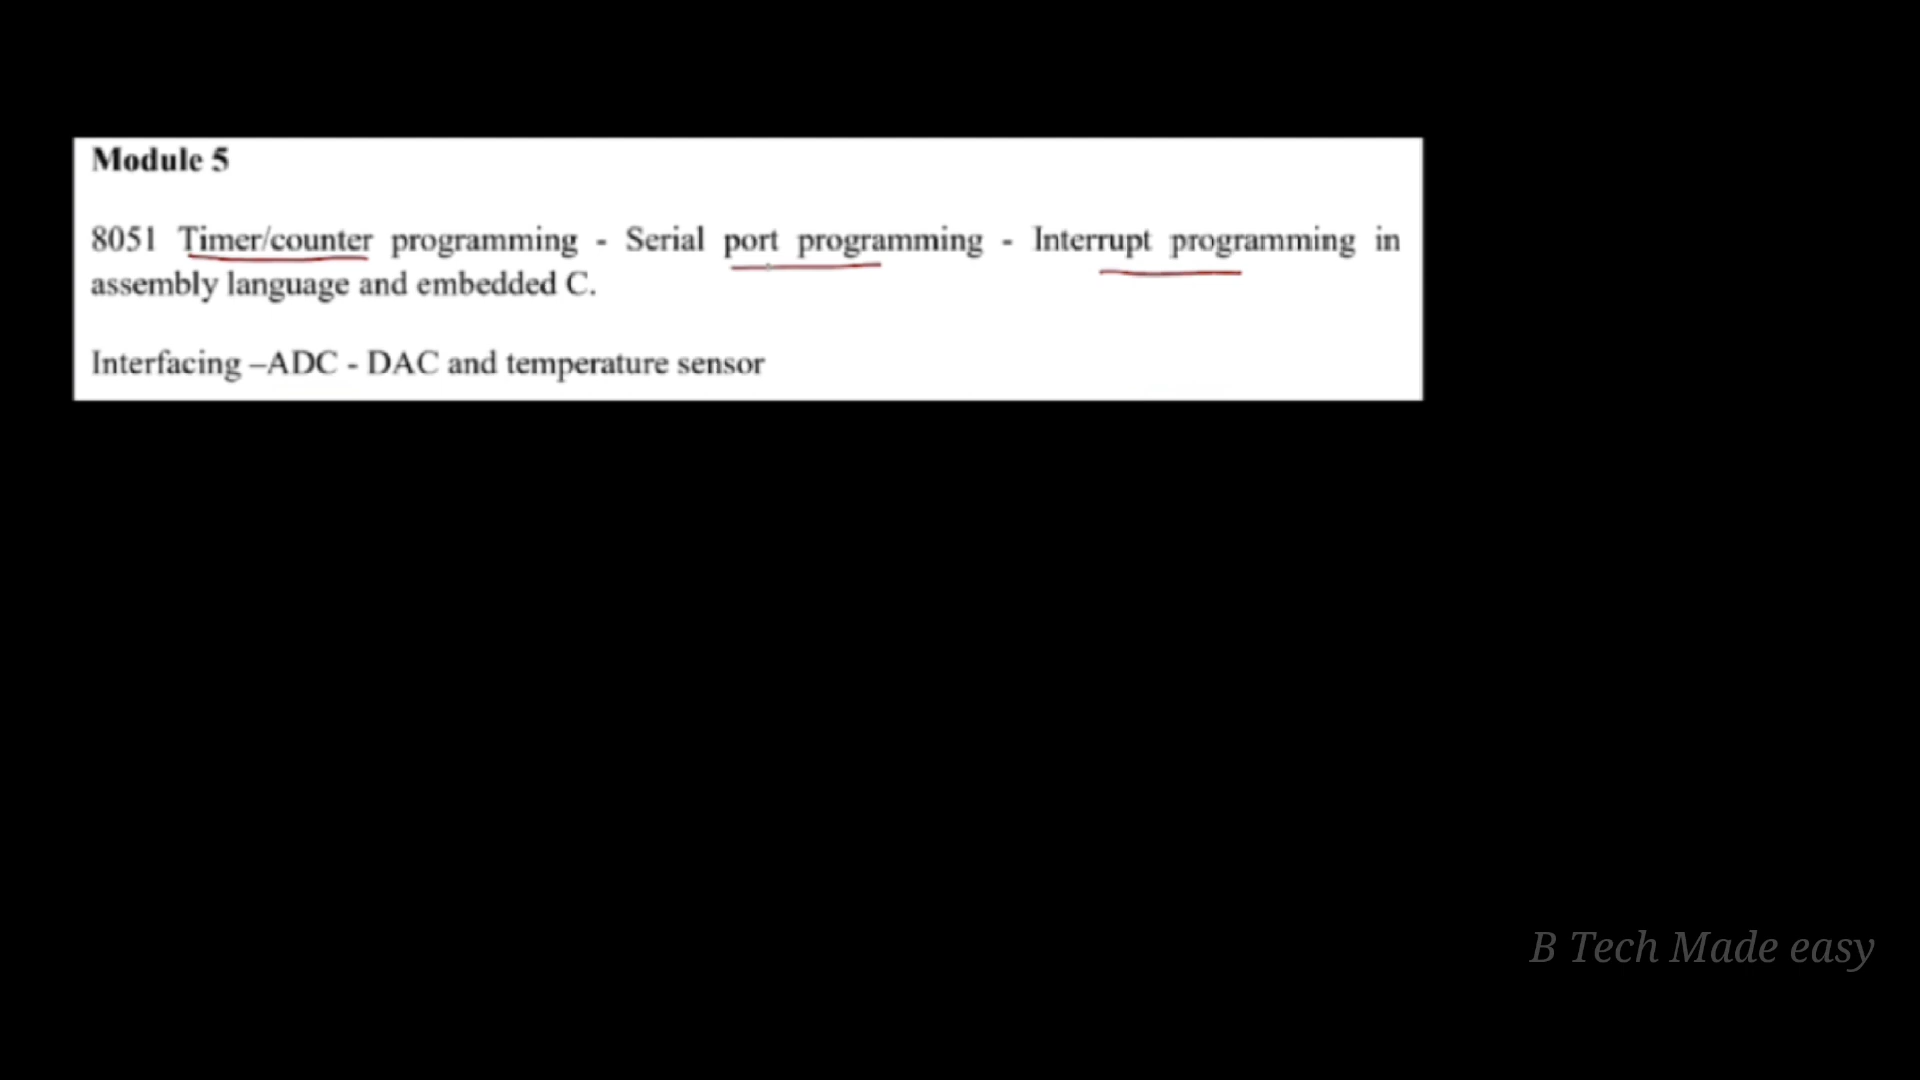 Module 5
8051 Timer/counter programming - Serial port programming - Interrupt programming in
assembly language and embedded C.
Interfacing –ADC - DAC and temperature sensor
B Tech Made easy